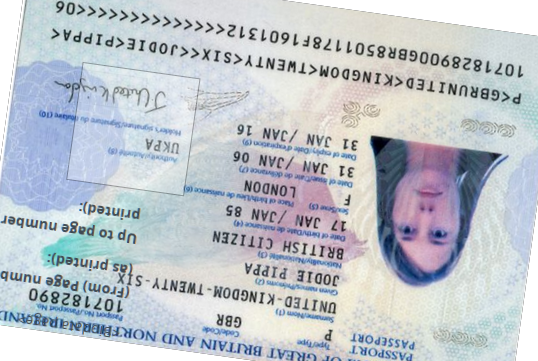 OF GREAT BRITAIN AND NORTHERN
PASSPORT
PASSEPORT
Type/Type
P
Code/Code
GBR
Passport No./Passeport No.
107182890
Surname/Nom (1)
UNITED-KINGDOM-TWENTY-SIX
Given names/Prénoms (2)
JODIE PIPPA
Nationality/Nationalité (3)
BRITISH CITIZEN
Date of birth/Date de naissance (4)
17 JAN /JAN 85
Sex/Sexe (5)
F
Place of birth/Lieu de naissance (6)
LONDON
Date of issue/Date de délivrance (7)
31 JAN /JAN 06
Authority/Autorité (8)
UKPA
Date of expiry/Date d'expiration (9)
31 JAN /JAN 16
Holder's signature/Signature du titulaire (10)
J United Kingdom
(From) Page numb
(as printed):
Up to page number
printed):
P<GBRUNITED<KINGDOM<TWENTY<SIX<<JODIE<PIPPA<
1071828900GBR8501178F1601312<<<<<<<<<<<<<<06